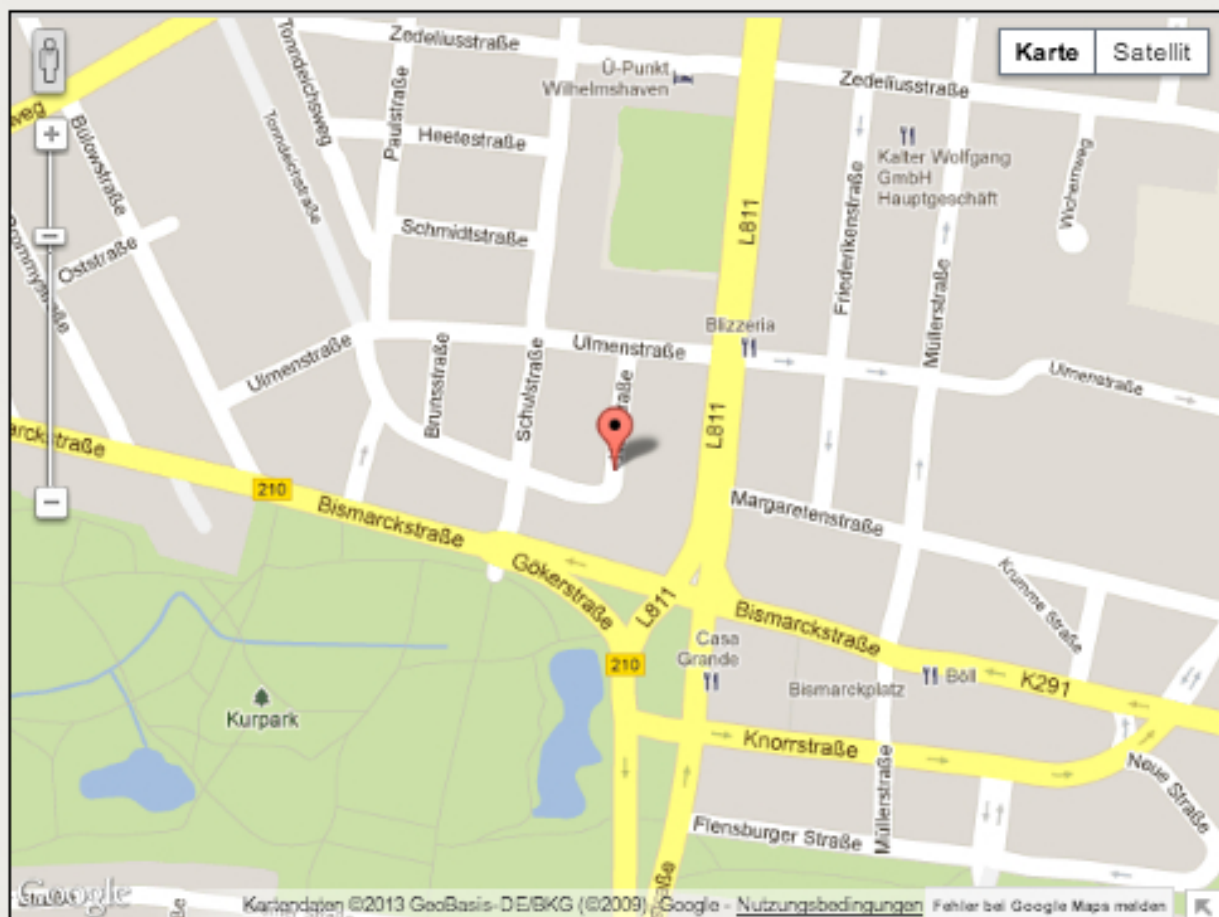 Zedeliusstraße
Karte
Satellit
Ü-Punkt
Wilhelmshaven
Zedeliusstraße
Tonndeichsweg
Paulstraße
Tonndeichstraße
Heetestraße
Bülowstraße
Kalter Wolfgang
GmbH
Hauptgeschäft
Wichernweg
Friederikenstraße
Schmidtstraße
L811
Oststraße
Müllerstraße
Blizzeria
Ulmenstraße
Ulmenstraße
Ulmenstraße
Brunsstraße
Schulstraße
L811
210
Bismarckstraße
Margaretenstraße
Gökerstraße
L811
Krumme Straße
Bismarckstraße
Casa
Grande
210
Böll
K291
Bismarckplatz
Kurpark
Knorrstraße
Neue Straße
Müllerstraße
Flensburger Straße
Google
Kartendaten ©2013 GeoBasis-DE/BKG (©2009), Google - Nutzungsbedingungen
Fehler bei Google Maps melden